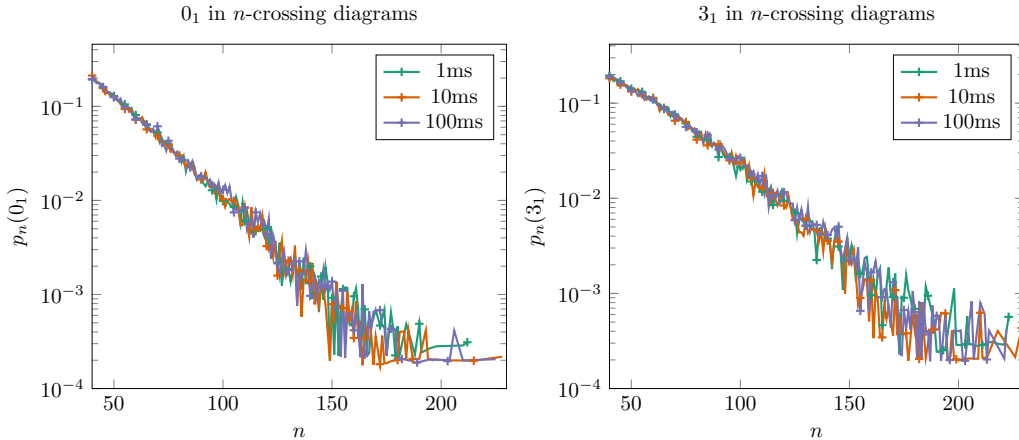 0₁ in n-crossing diagrams
10⁻¹
10⁻²
10⁻³
10⁻⁴
pₙ(0₁)
50
100
150
200
n
1ms
10ms
100ms
3₁ in n-crossing diagrams
10⁻¹
10⁻²
10⁻³
10⁻⁴
pₙ(3₁)
50
100
150
200
n
1ms
10ms
100ms